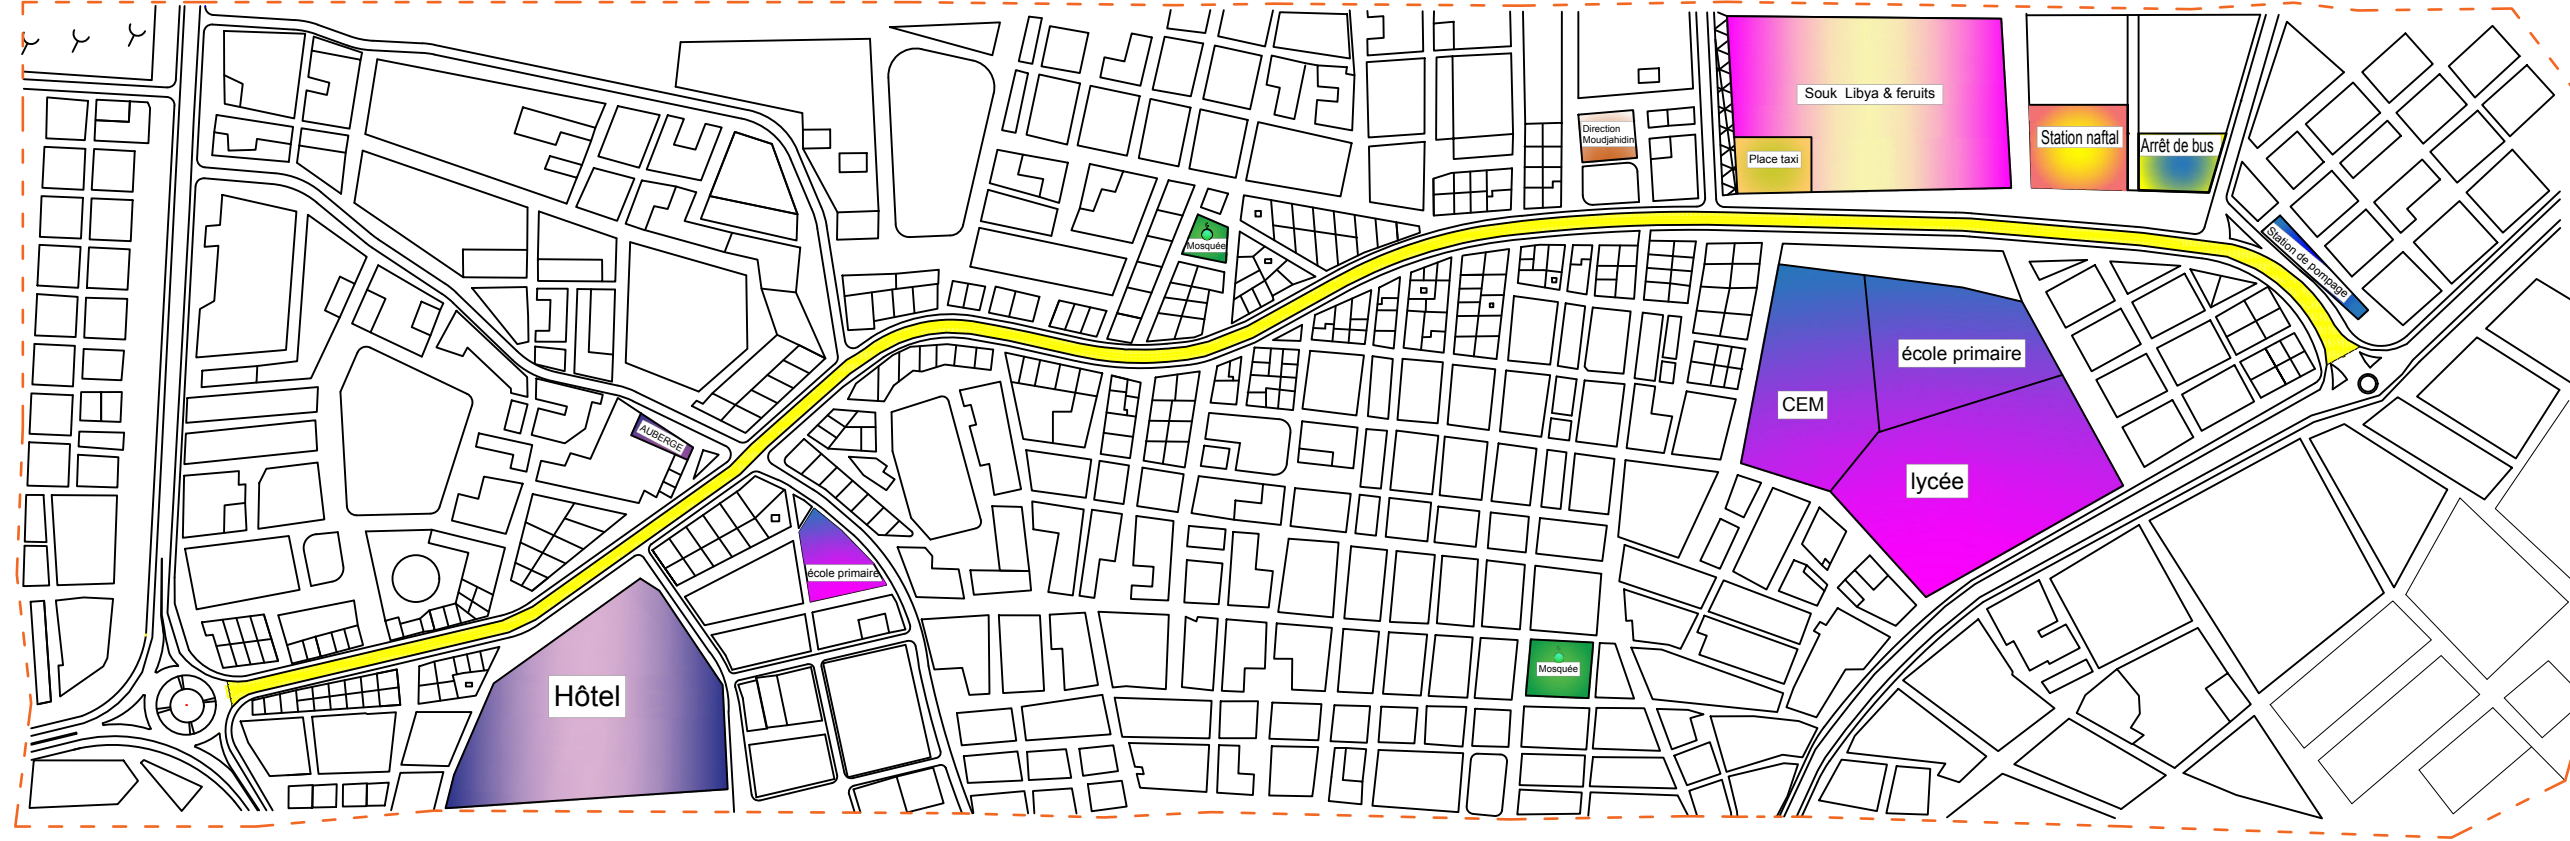 Souk Libya & feruits
Direction
Moudjahidin
Station naftal
Arrêt de bus
Place taxi
Mosquée
Station de pompage
école primaire
CEM
AUBERGE
lycée
école primaire
Mosquée
Hôtel